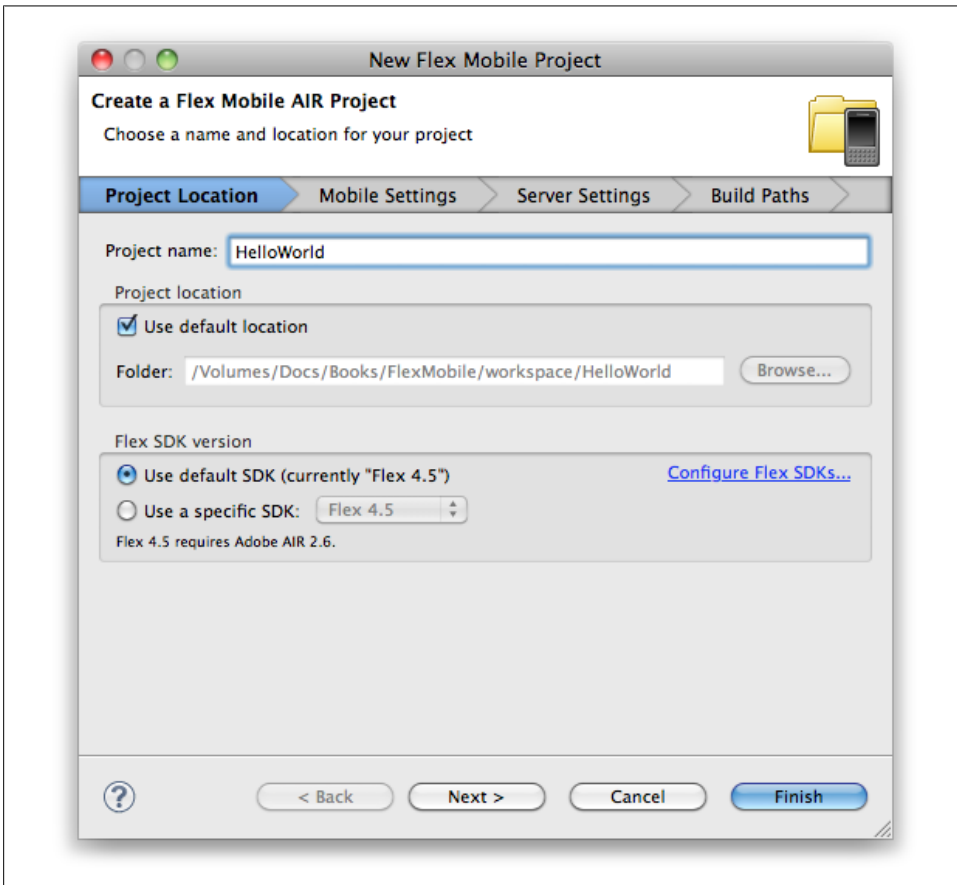 New Flex Mobile Project
Create a Flex Mobile AIR Project
Choose a name and location for your project
Project Location Mobile Settings Server Settings Build Paths
Project name: HelloWorld
Project location
Use default location
Folder: /Volumes/Docs/Books/FlexMobile/workspace/HelloWorld Browse...
Flex SDK version
Use default SDK (currently "Flex 4.5") Configure Flex SDKs...
Use a specific SDK: Flex 4.5
Flex 4.5 requires Adobe AIR 2.6.
? < Back Next > Cancel Finish